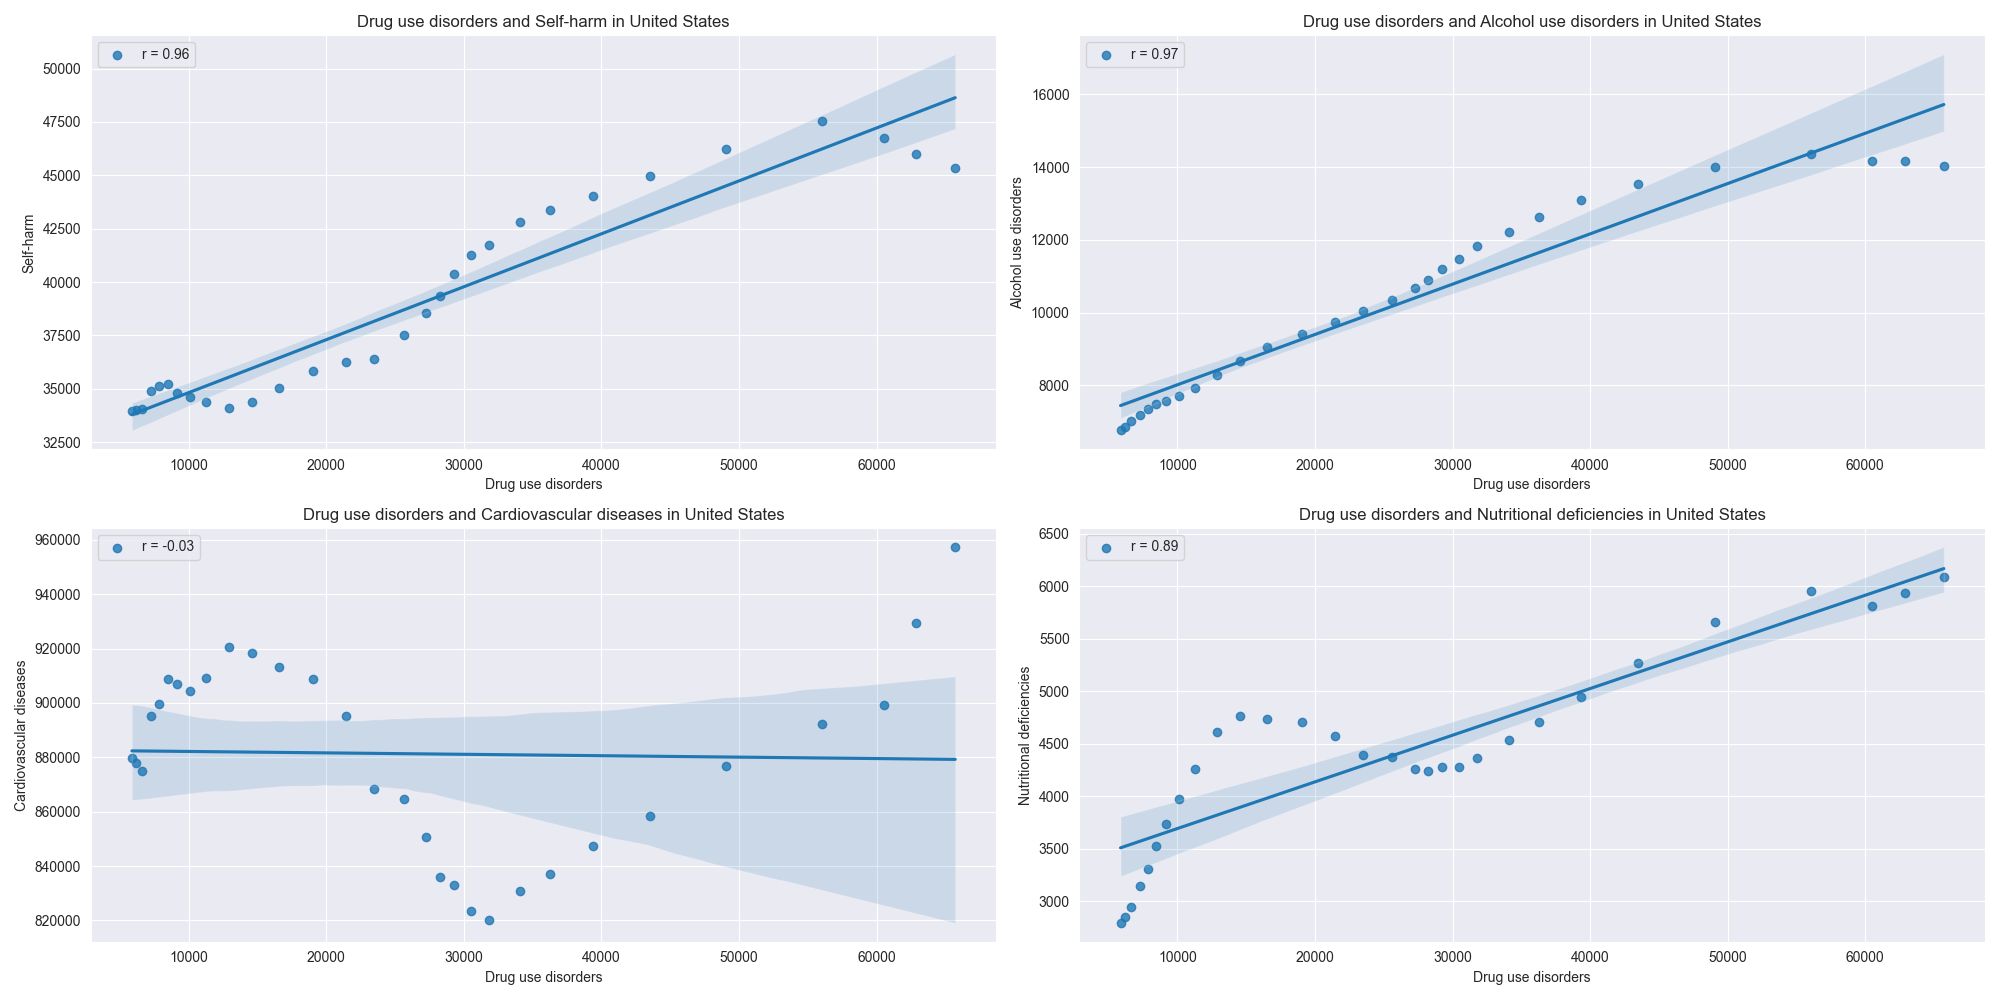 Drug use disorders and Self-harm in United States
r = 0.96
50000
47500
45000
42500
40000
37500
35000
32500
Self-harm
10000 20000 30000 40000 50000 60000
Drug use disorders
Drug use disorders and Alcohol use disorders in United States
r = 0.97
16000
14000
12000
10000
8000
Alcohol use disorders
10000 20000 30000 40000 50000 60000
Drug use disorders
Drug use disorders and Cardiovascular diseases in United States
r = -0.03
960000
940000
920000
900000
880000
860000
840000
820000
Cardiovascular diseases
10000 20000 30000 40000 50000 60000
Drug use disorders
Drug use disorders and Nutritional deficiencies in United States
r = 0.89
6500
6000
5500
5000
4500
4000
3500
3000
Nutritional deficiencies
10000 20000 30000 40000 50000 60000
Drug use disorders